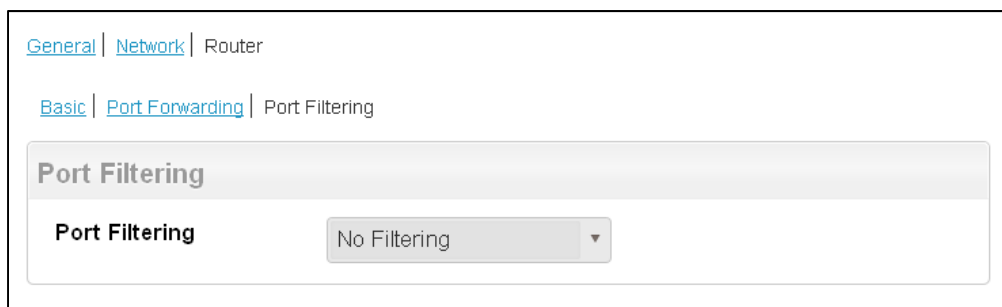 General | Network | Router
Basic | Port Forwarding | Port Filtering
Port Filtering
Port Filtering No Filtering